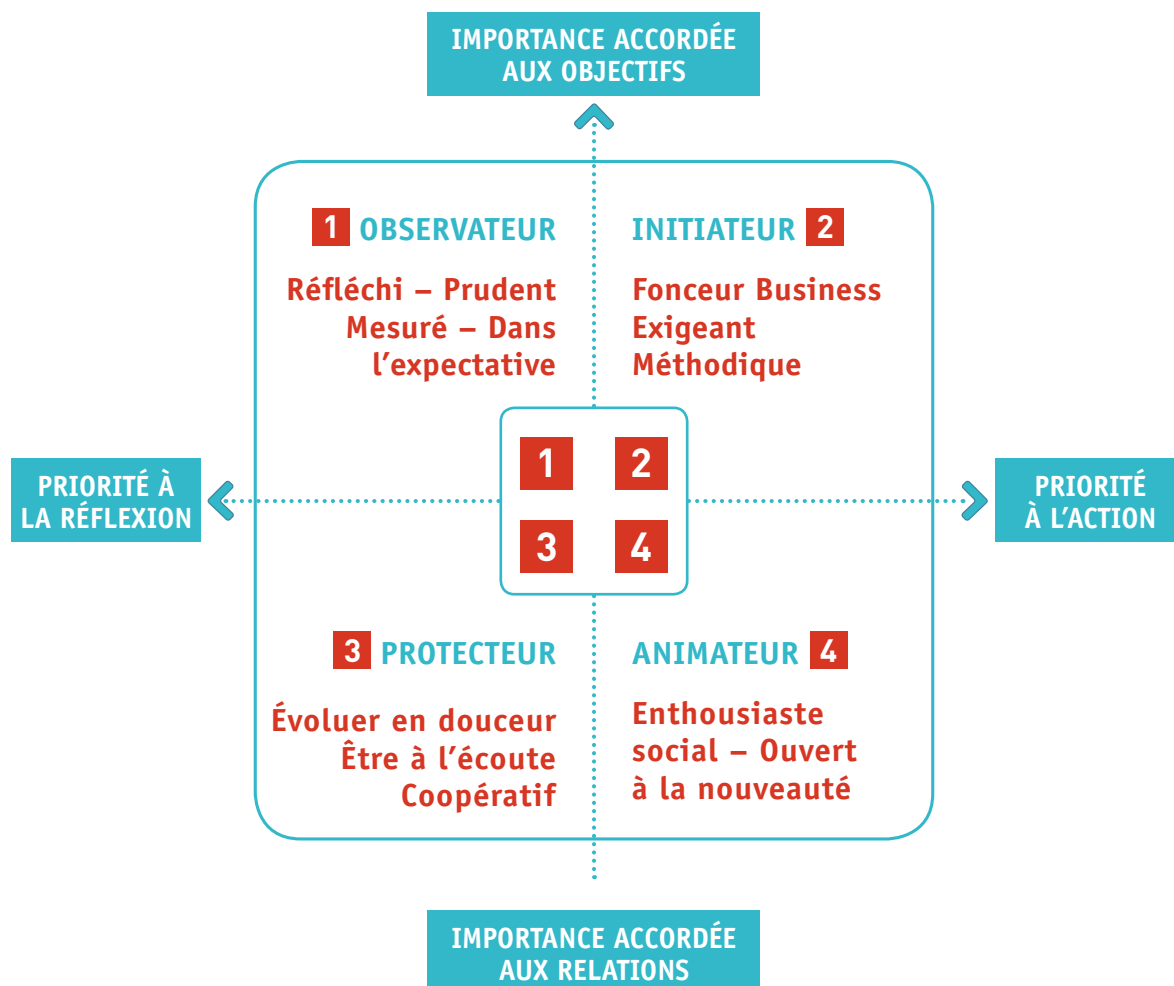 IMPORTANCE ACCORDÉE
AUX OBJECTIFS
1 OBSERVATEUR
Réfléchi – Prudent
Mesuré – Dans
l'expectative
INITIATEUR 2
Fonceur Business
Exigeant
Méthodique
PRIORITÉ À
LA RÉFLEXION
1 2
3 4
PRIORITÉ
À L'ACTION
3 PROTECTEUR
Évoluer en douceur
Être à l'écoute
Coopératif
ANIMATEUR 4
Enthousiaste
social – Ouvert
à la nouveauté
IMPORTANCE ACCORDÉE
AUX RELATIONS